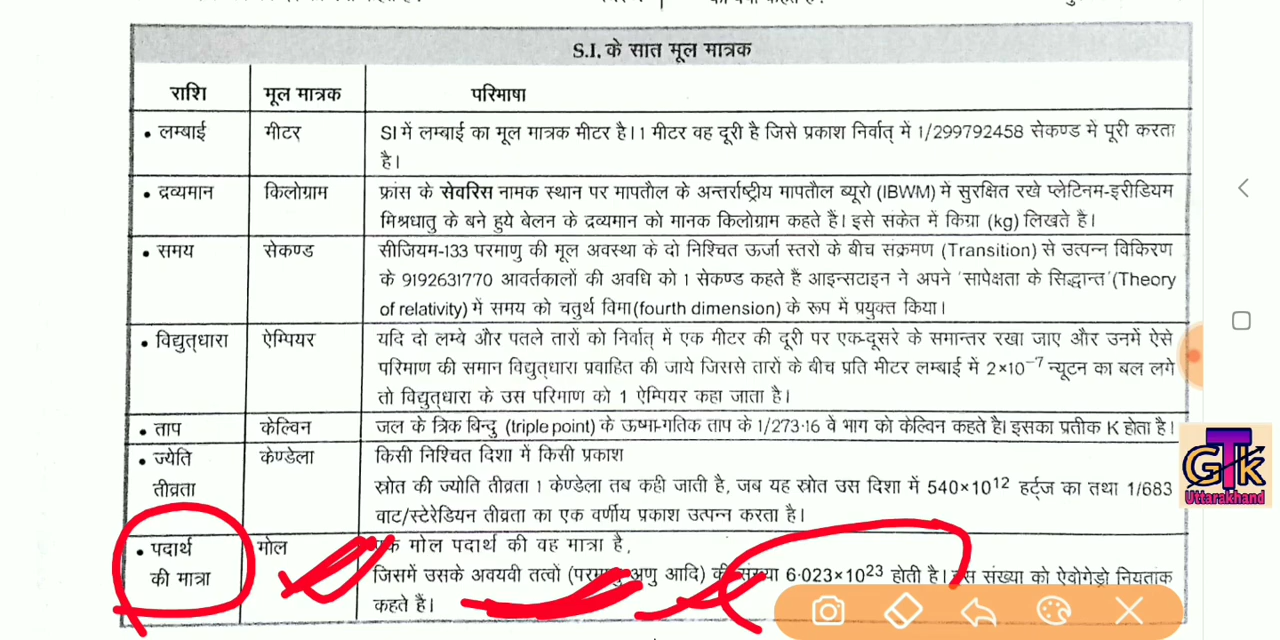 S.I. के सात मूल मात्रक
राशि मूल मात्रक परिभाषा
• लम्बाई मीटर SI में लम्बाई का मूल मात्रक मीटर है। 1 मीटर वह दूरी है जिसे प्रकाश निर्वात् में 1/299792458 सेकण्ड में पूरी करता
है।
• द्रव्यमान किलोग्राम फ्रांस के सेवरिस नामक स्थान पर मापतौल के अन्तर्राष्ट्रीय मापतौल ब्यूरो (IBWM) में सुरक्षित रखे प्लेटिनम-इरीडियम
मिश्रधातु के बने हुये बेलन के द्रव्यमान को मानक किलोग्राम कहते हैं। इसे संकेत में किग्रा (kg) लिखते है।
• समय सेकण्ड सीजियम-133 परमाणु की मूल अवस्था के दो निश्चित ऊर्जा स्तरो के बीच संक्रमण (Transition) से उत्पन्न विकिरण
के 9192631770 आवर्तकालों की अवधि को 1 सेकण्ड कहते हैं आइन्सटाइन ने अपने 'सापेक्षता के सिद्धान्त' (Theory
of relativity) में समय को चतुर्थ विमा (fourth dimension) के रूप में प्रयुक्त किया।
• विद्युत्धारा ऐम्पियर यदि दो लम्बे और पतले तारों को निर्वात् में एक मीटर की दूरी पर एक-दूसरे के समान्तर रखा जाए और उनमें ऐसे
परिमाण की समान विद्युत्धारा प्रवाहित की जाये जिससे तारों के बीच प्रति मीटर लम्बाई में 2×10⁻⁷ न्यूटन का बल लगे
तो विद्युत्धारा के उस परिमाण को 1 ऐम्पियर कहा जाता है।
• ताप केल्विन जल के त्रिक विन्दु (triple point) के ऊष्मा-गतिक ताप के 1/273·16 वे भाग को केल्विन कहते है। इसका प्रतीक K होता है।
• ज्येति केण्डेला किसी निश्चित दिशा में किसी प्रकाश
तीव्रता स्रोत की ज्योति तीव्रता 1 केण्डेला तब कही जाती है, जब यह स्रोत उस दिशा में 540×10¹² हर्ट्ज का तथा 1/683
वाट/स्टेरेडियन तीव्रता का एक वर्णीय प्रकाश उत्पन्न करता है।
• पदार्थ मोल एक मोल पदार्थ की वह मात्रा है,
की मात्रा जिसमें उसके अवयवी तत्वों (परमाणु अणु आदि) की संख्या 6·023×10²³ होती है। इस संख्या को ऐवोगेड्रो नियतांक
कहते है।
GTK
Uttarakhand